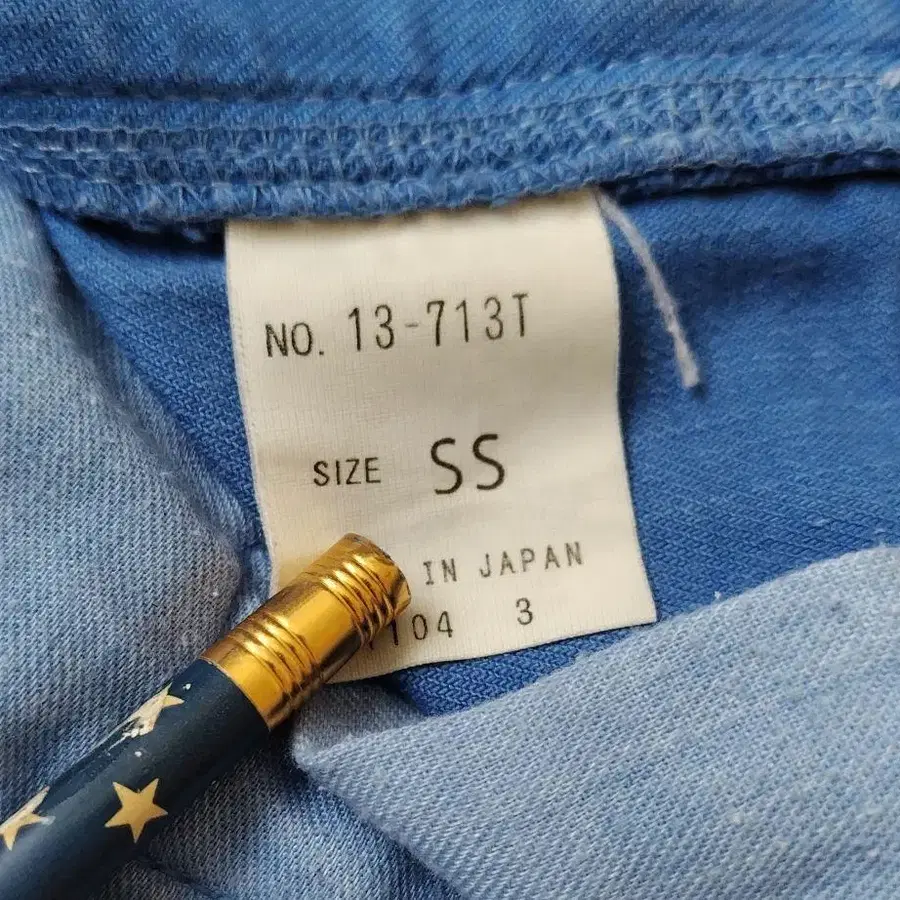 NO. 13-713T
SIZE SS
IN JAPAN
104 3